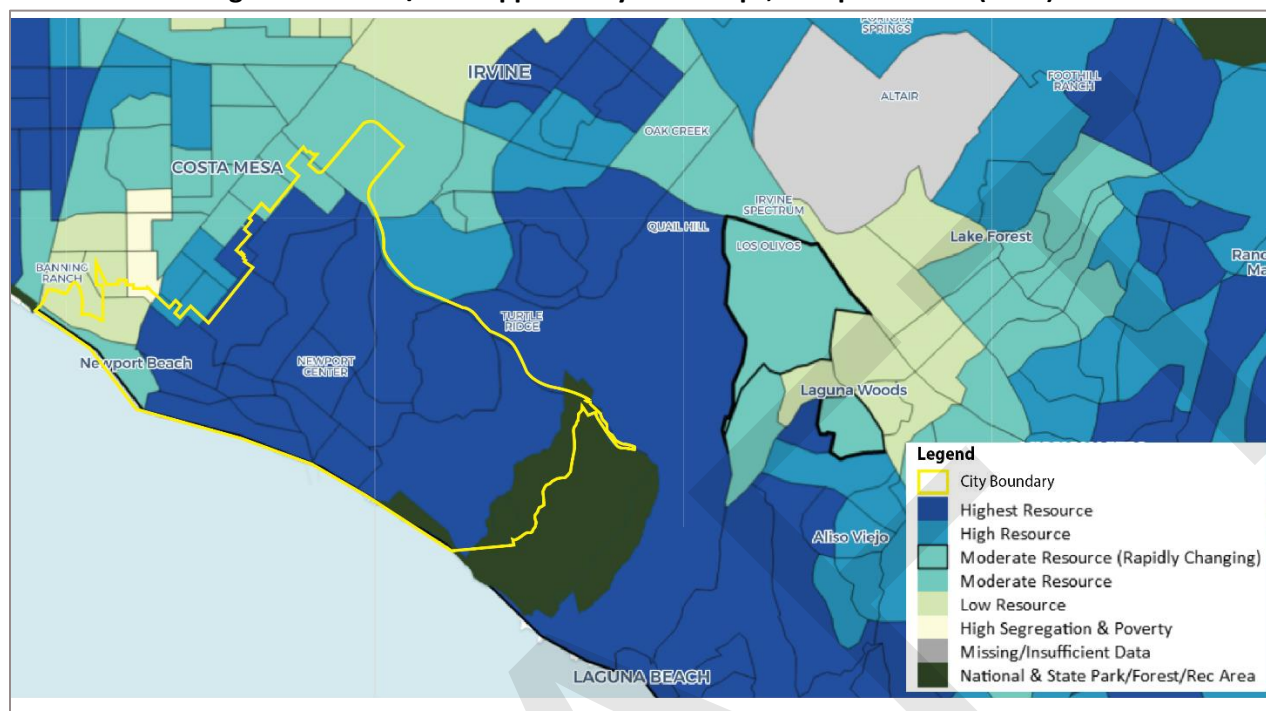 IRVINE
SPRINGS
ALTAIR
FOOTHILL
RANCH
OAK CREEK
COSTA MESA
IRVINE
SPECTRUM
QUAIL HILL
LOS OLIVOS
Lake Forest
BANNING
RANCH
TURTLE
RIDGE
Newport Beach
NEWPORT
CENTER
Laguna Woods
Aliso Viejo
LAGUNA BEACH
Legend
City Boundary
Highest Resource
High Resource
Moderate Resource (Rapidly Changing)
Moderate Resource
Low Resource
High Segregation & Poverty
Missing/Insufficient Data
National & State Park/Forest/Rec Area